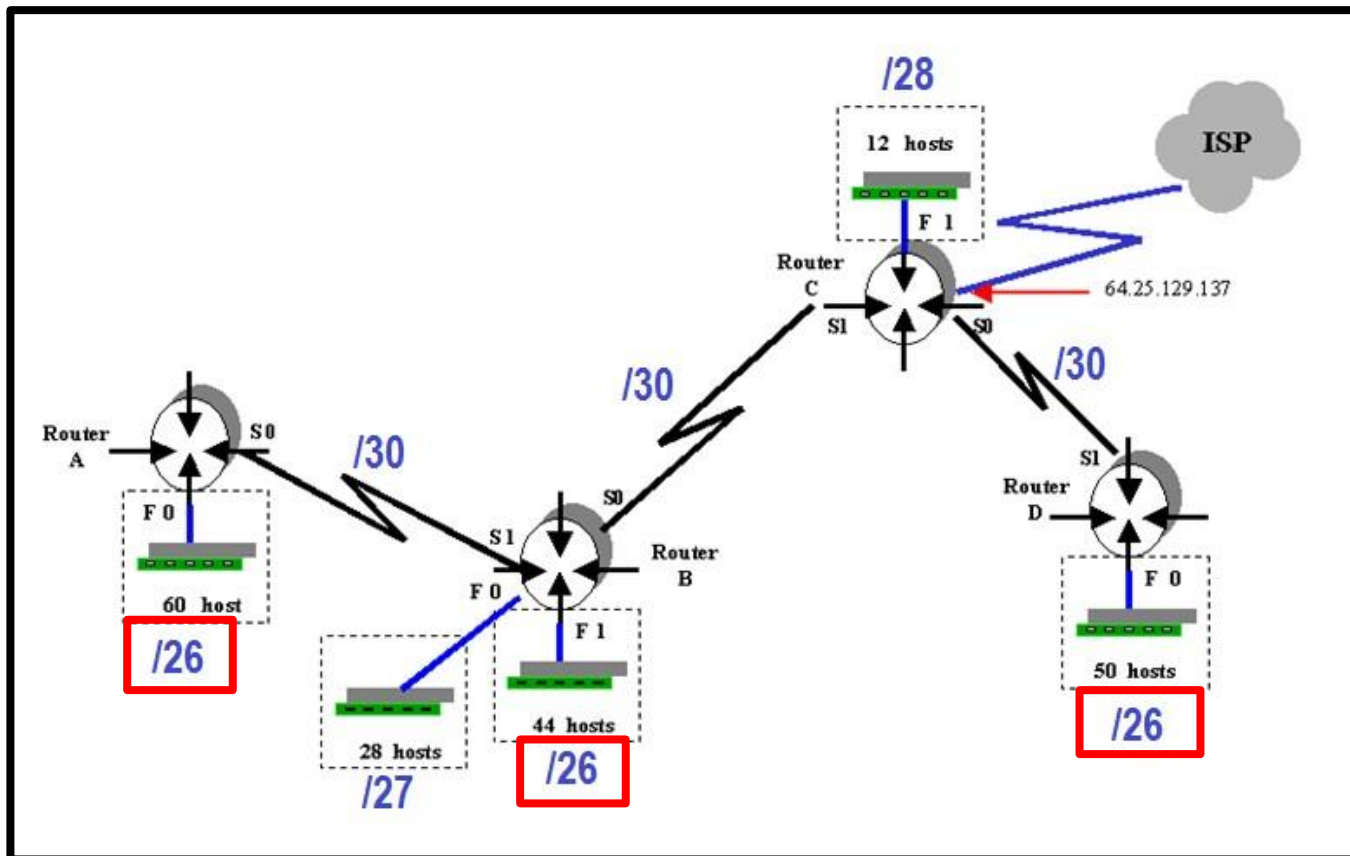 /28
12 hosts
ISP
F 1
Router
C
64.25.129.137
S1
S0
/30
/30
Router
A
S0
/30
S1
Router
D
F 0
S0
S1
Router
B
F 0
F 0
60 host
F 1
50 hosts
/26
44 hosts
/26
28 hosts
/26
/27